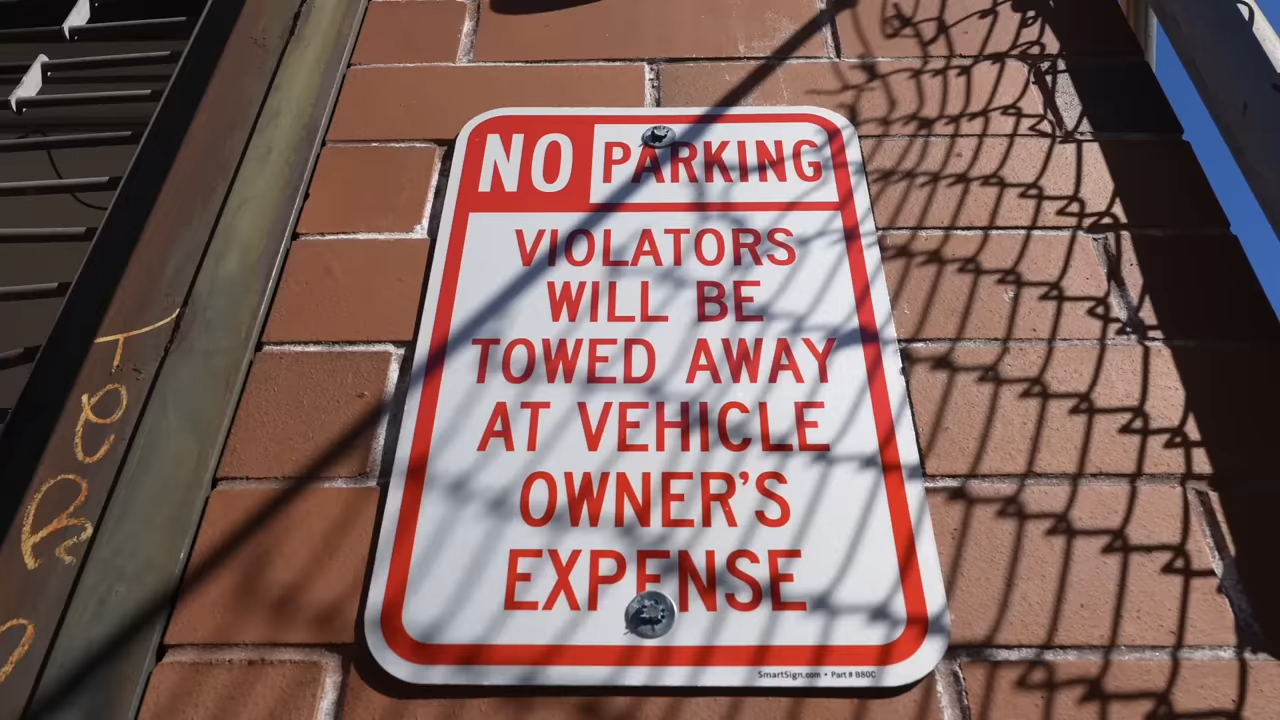 NO PARKING
VIOLATORS
WILL BE
TOWED AWAY
AT VEHICLE
OWNER'S
EXPENSE
SmartSign.com • Part # B80C